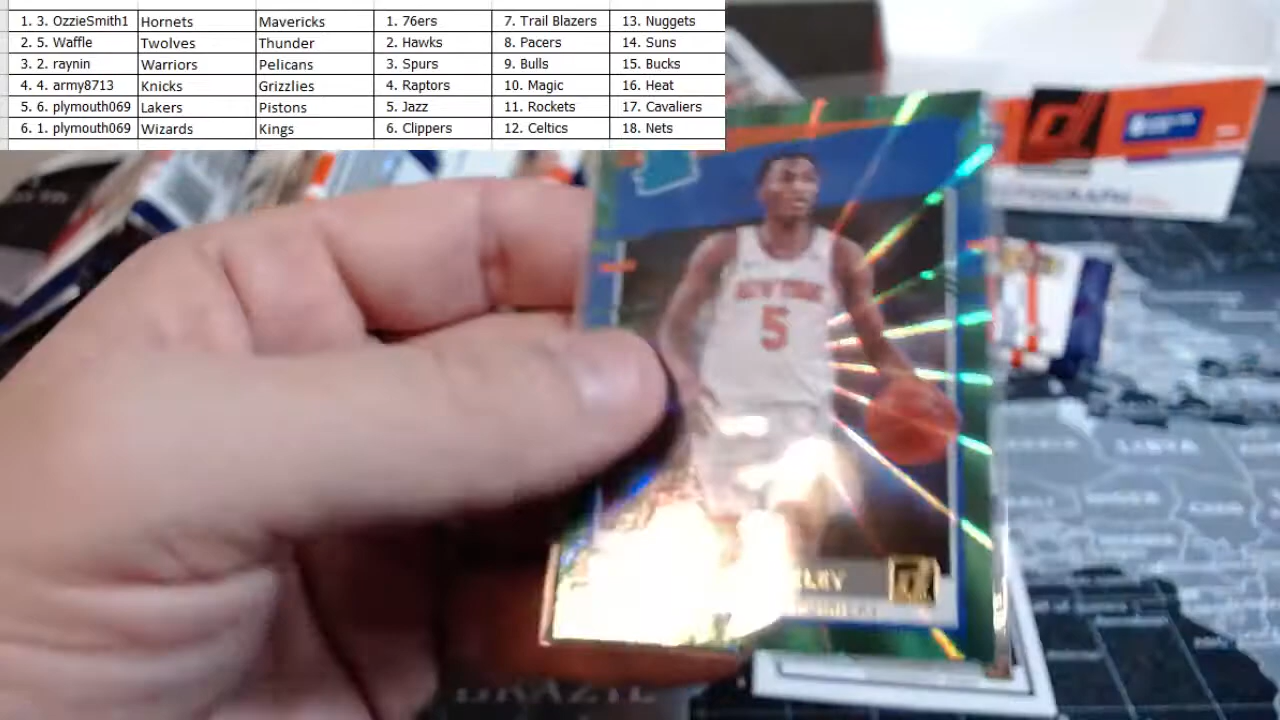 1. 3. OzzieSmith1 Hornets Mavericks 1. 76ers 7. Trail Blazers 13. Nuggets
2. 5. Waffle Twolves Thunder 2. Hawks 8. Pacers 14. Suns
3. 2. raynin Warriors Pelicans 3. Spurs 9. Bulls 15. Bucks
4. 4. army8713 Knicks Grizzlies 4. Raptors 10. Magic 16. Heat
5. 6. plymouth069 Lakers Pistons 5. Jazz 11. Rockets 17. Cavaliers
6. 1. plymouth069 Wizards Kings 6. Clippers 12. Celtics 18. Nets
NEW YORK
5
LIBYA
BRAZIL